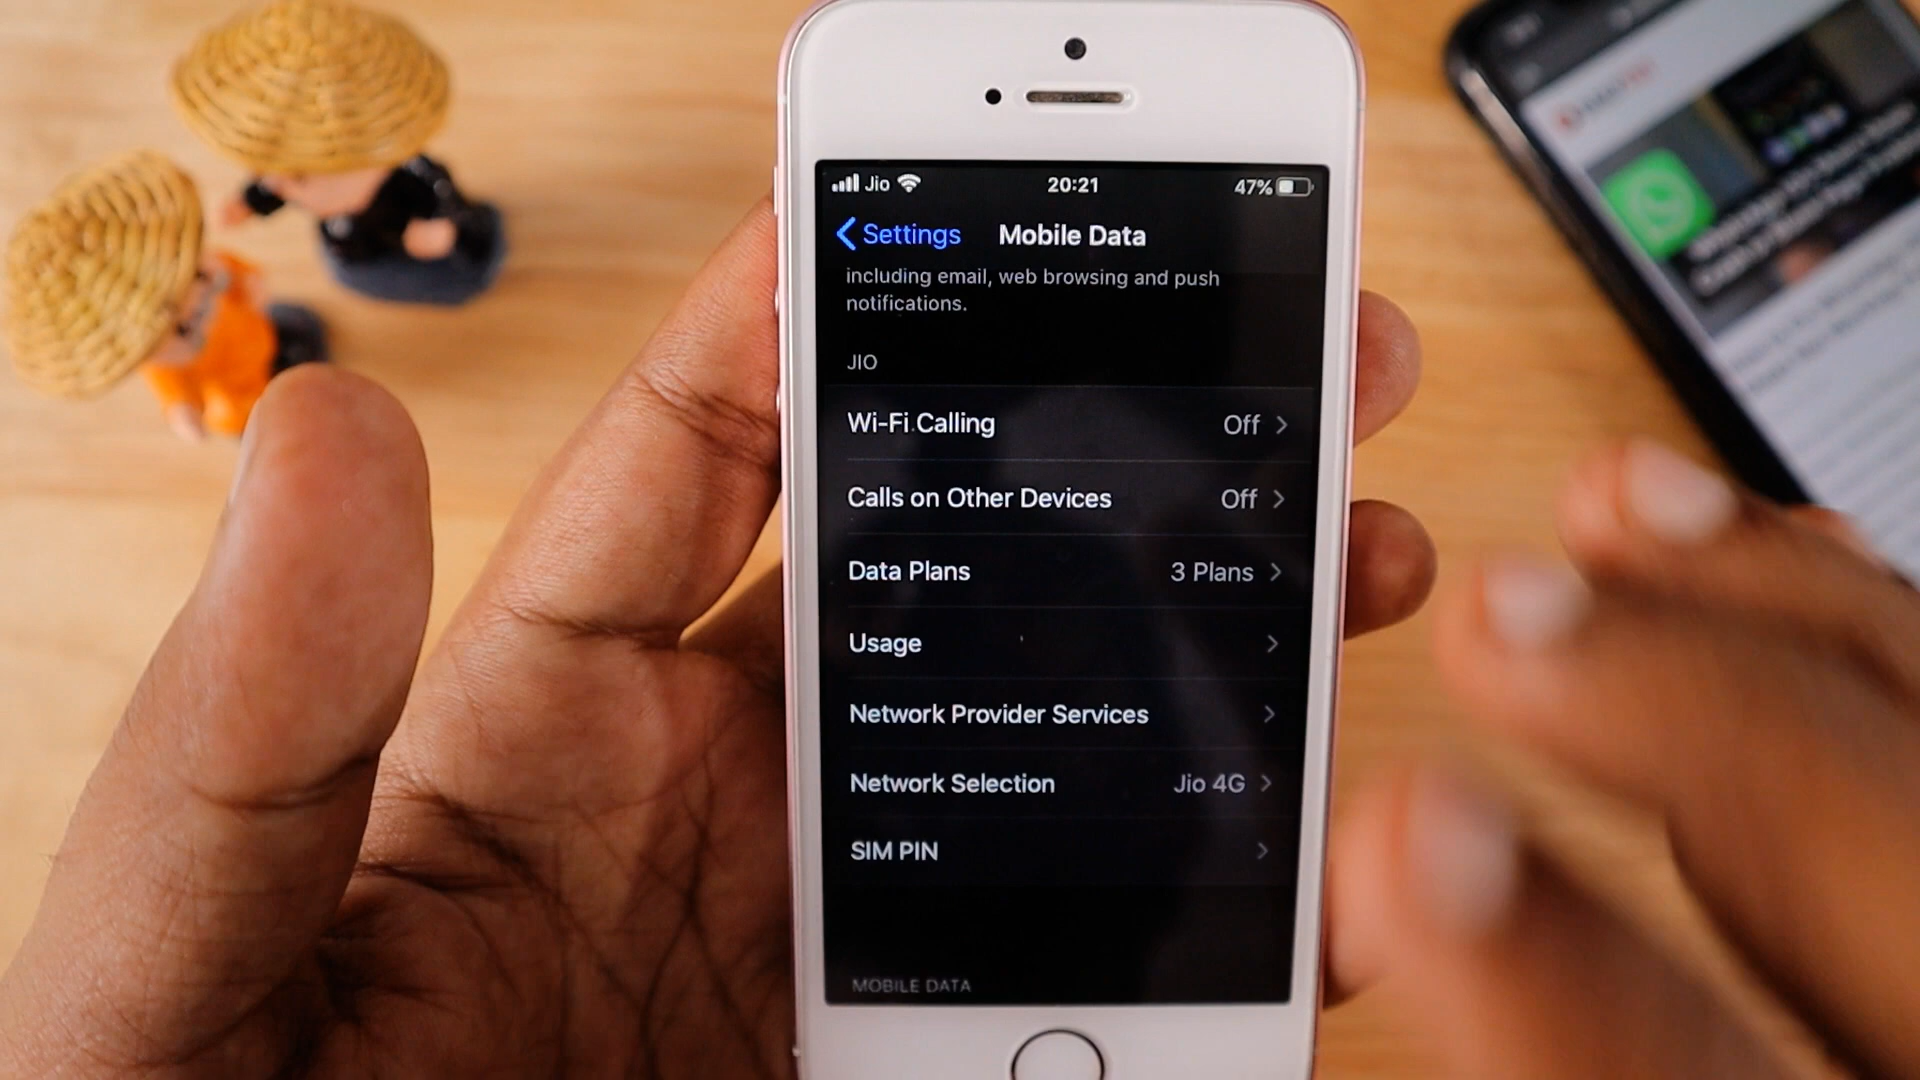 Jio 20:21 47%
Settings Mobile Data
including email, web browsing and push
notifications.
JIO
Wi-Fi Calling Off
Calls on Other Devices Off
Data Plans 3 Plans
Usage
Network Provider Services
Network Selection Jio 4G
SIM PIN
MOBILE DATA